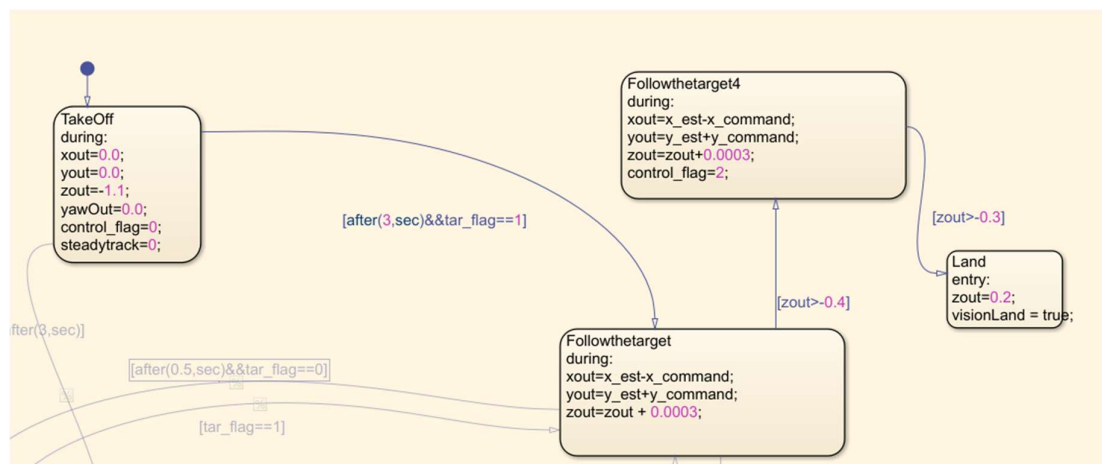 TakeOff
during:
xout=0.0;
yout=0.0;
zout=-1.1;
yawOut=0.0;
control_flag=0;
steadytrack=0;
[after(3,sec)&&tar_flag==1]
Followthetarget4
during:
xout=x_est-x_command;
yout=y_est+y_command;
zout=zout+0.0003;
control_flag=2;
[zout>-0.3]
Land
entry:
zout=0.2;
visionLand = true;
[zout>-0.4]
Followthetarget
during:
xout=x_est-x_command;
yout=y_est+y_command;
zout=zout + 0.0003;
fter(3,sec)]
[after(0.5,sec)&&tar_flag==0]
[tar_flag==1]